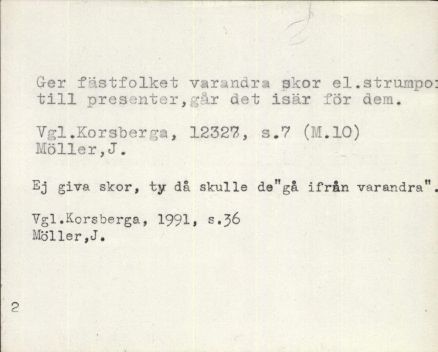 Ger fästfolket varandra skor el.strumpor
till presenter,går det isär för dem.
Vgl.Korsberga, 12327, s.7 (M.10)
Möller,J.
Ej giva skor, ty då skulle de"gå ifrån varandra".
Vgl.Korsberga, 1991, s.36
Möller,J.
2